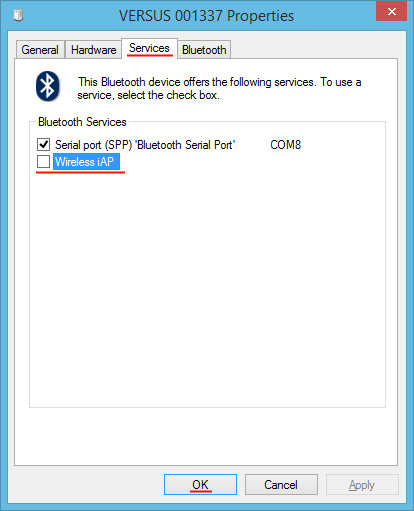 VERSUS 001337 Properties
General Hardware Services Bluetooth
This Bluetooth device offers the following services. To use a
service, select the check box.
Bluetooth Services
Serial port (SPP) 'Bluetooth Serial Port' COM8
Wireless iAP
OK Cancel Apply